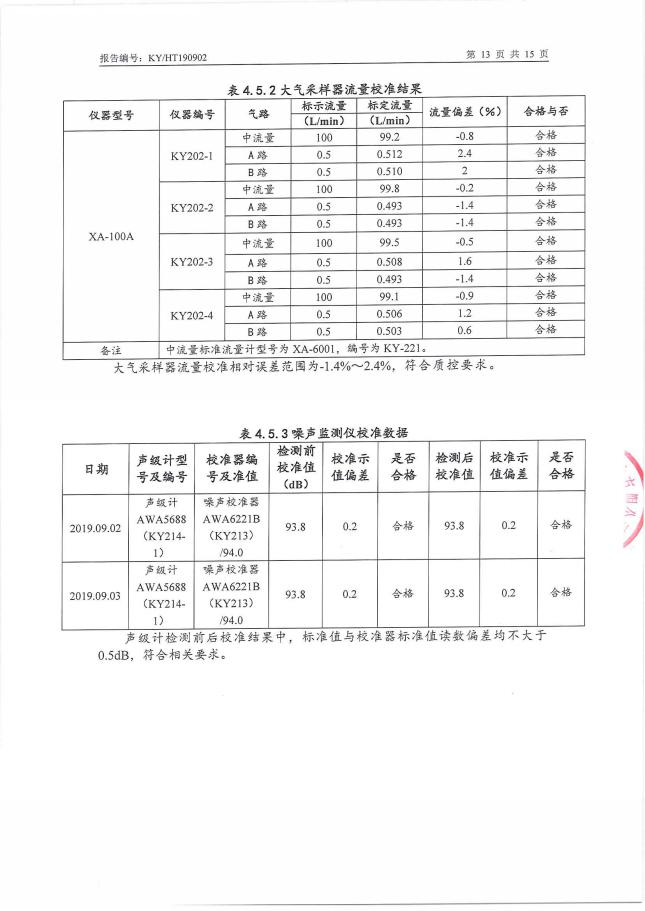 报告编号：KY/HT190902
第 13 页 共 15 页
表 4.5.2 大气采样器流量校准结果
仪器型号 仪器编号 气路 标示流量（L/min） 标定流量（L/min） 流量偏差（%） 合格与否
XA-100A KY202-1 中流量 100 99.2 -0.8 合格
A 路 0.5 0.512 2.4 合格
B 路 0.5 0.510 2 合格
KY202-2 中流量 100 99.8 -0.2 合格
A 路 0.5 0.493 -1.4 合格
B 路 0.5 0.493 -1.4 合格
KY202-3 中流量 100 99.5 -0.5 合格
A 路 0.5 0.508 1.6 合格
B 路 0.5 0.493 -1.4 合格
KY202-4 中流量 100 99.1 -0.9 合格
A 路 0.5 0.506 1.2 合格
B 路 0.5 0.503 0.6 合格
备注 中流量标准流量计型号为 XA-6001，编号为 KY-221。
大气采样器流量校准相对误差范围为-1.4%～2.4%，符合质控要求。
表 4.5.3 噪声监测仪校准数据
日期 声级计型号及编号 校准器编号及准值 检测前校准值（dB） 校准示值偏差 是否合格 检测后校准值 校准示值偏差 是否合格
2019.09.02 声级计 AWA5688（KY214-1） 噪声校准器 AWA6221B（KY213）/94.0 93.8 0.2 合格 93.8 0.2 合格
2019.09.03 声级计 AWA5688（KY214-1） 噪声校准器 AWA6221B（KY213）/94.0 93.8 0.2 合格 93.8 0.2 合格
声级计检测前后校准结果中，标准值与校准器标准值读数偏差均不大于
0.5dB，符合相关要求。